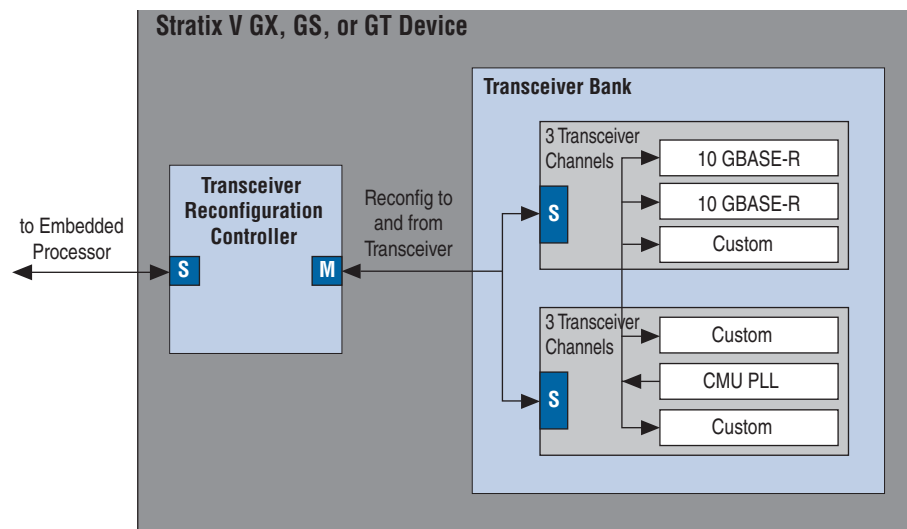 Stratix V GX, GS, or GT Device
Transceiver Bank
3 Transceiver
Channels
10 GBASE-R
10 GBASE-R
Custom
S
Transceiver
Reconfiguration
Controller
S
M
Reconfig to
and from
Transceiver
to Embedded
Processor
3 Transceiver
Channels
Custom
CMU PLL
Custom
S